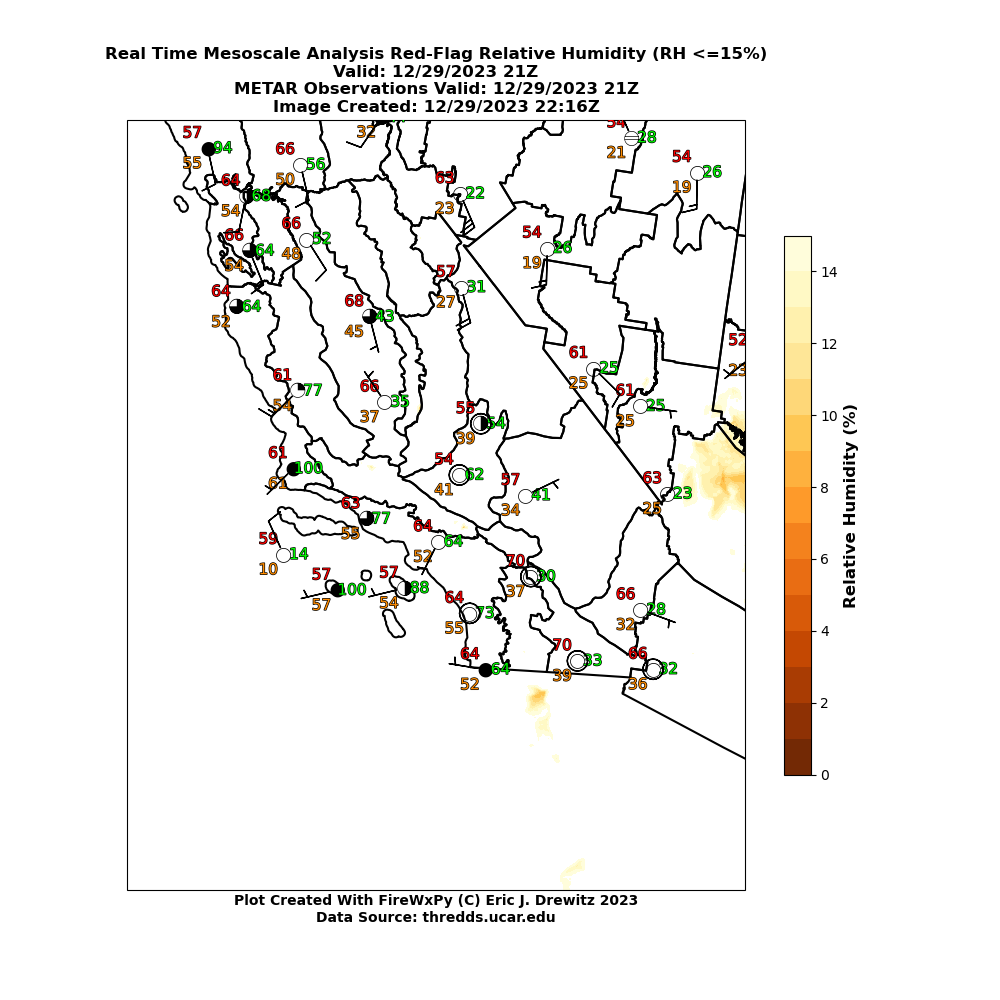 Real Time Mesoscale Analysis Red-Flag Relative Humidity (RH <=15%)
Valid: 12/29/2023 21Z
METAR Observations Valid: 12/29/2023 21Z
Image Created: 12/29/2023 22:16Z
57 94 55
66 56 50
32
54 28 21
54 26 19
64 68 54
63 22 23
66 64 54
66 52 48
54 26 19
64 64 52
57 31 27
68 43 45
52 23
61 25 25
61 77 54
66 35 37
61 25 25
55 54 39
61 100 61
54 62 41
57 41 34
63 23 25
63 77 55
64 64 52
59 14 10
70 30 37
57 100 57
57 88 54
64 73 55
66 28 32
64 64 52
70 33 39
66 32 36
14
12
10
8
6
4
2
0
Relative Humidity (%)
Plot Created With FireWxPy (C) Eric J. Drewitz 2023
Data Source: thredds.ucar.edu